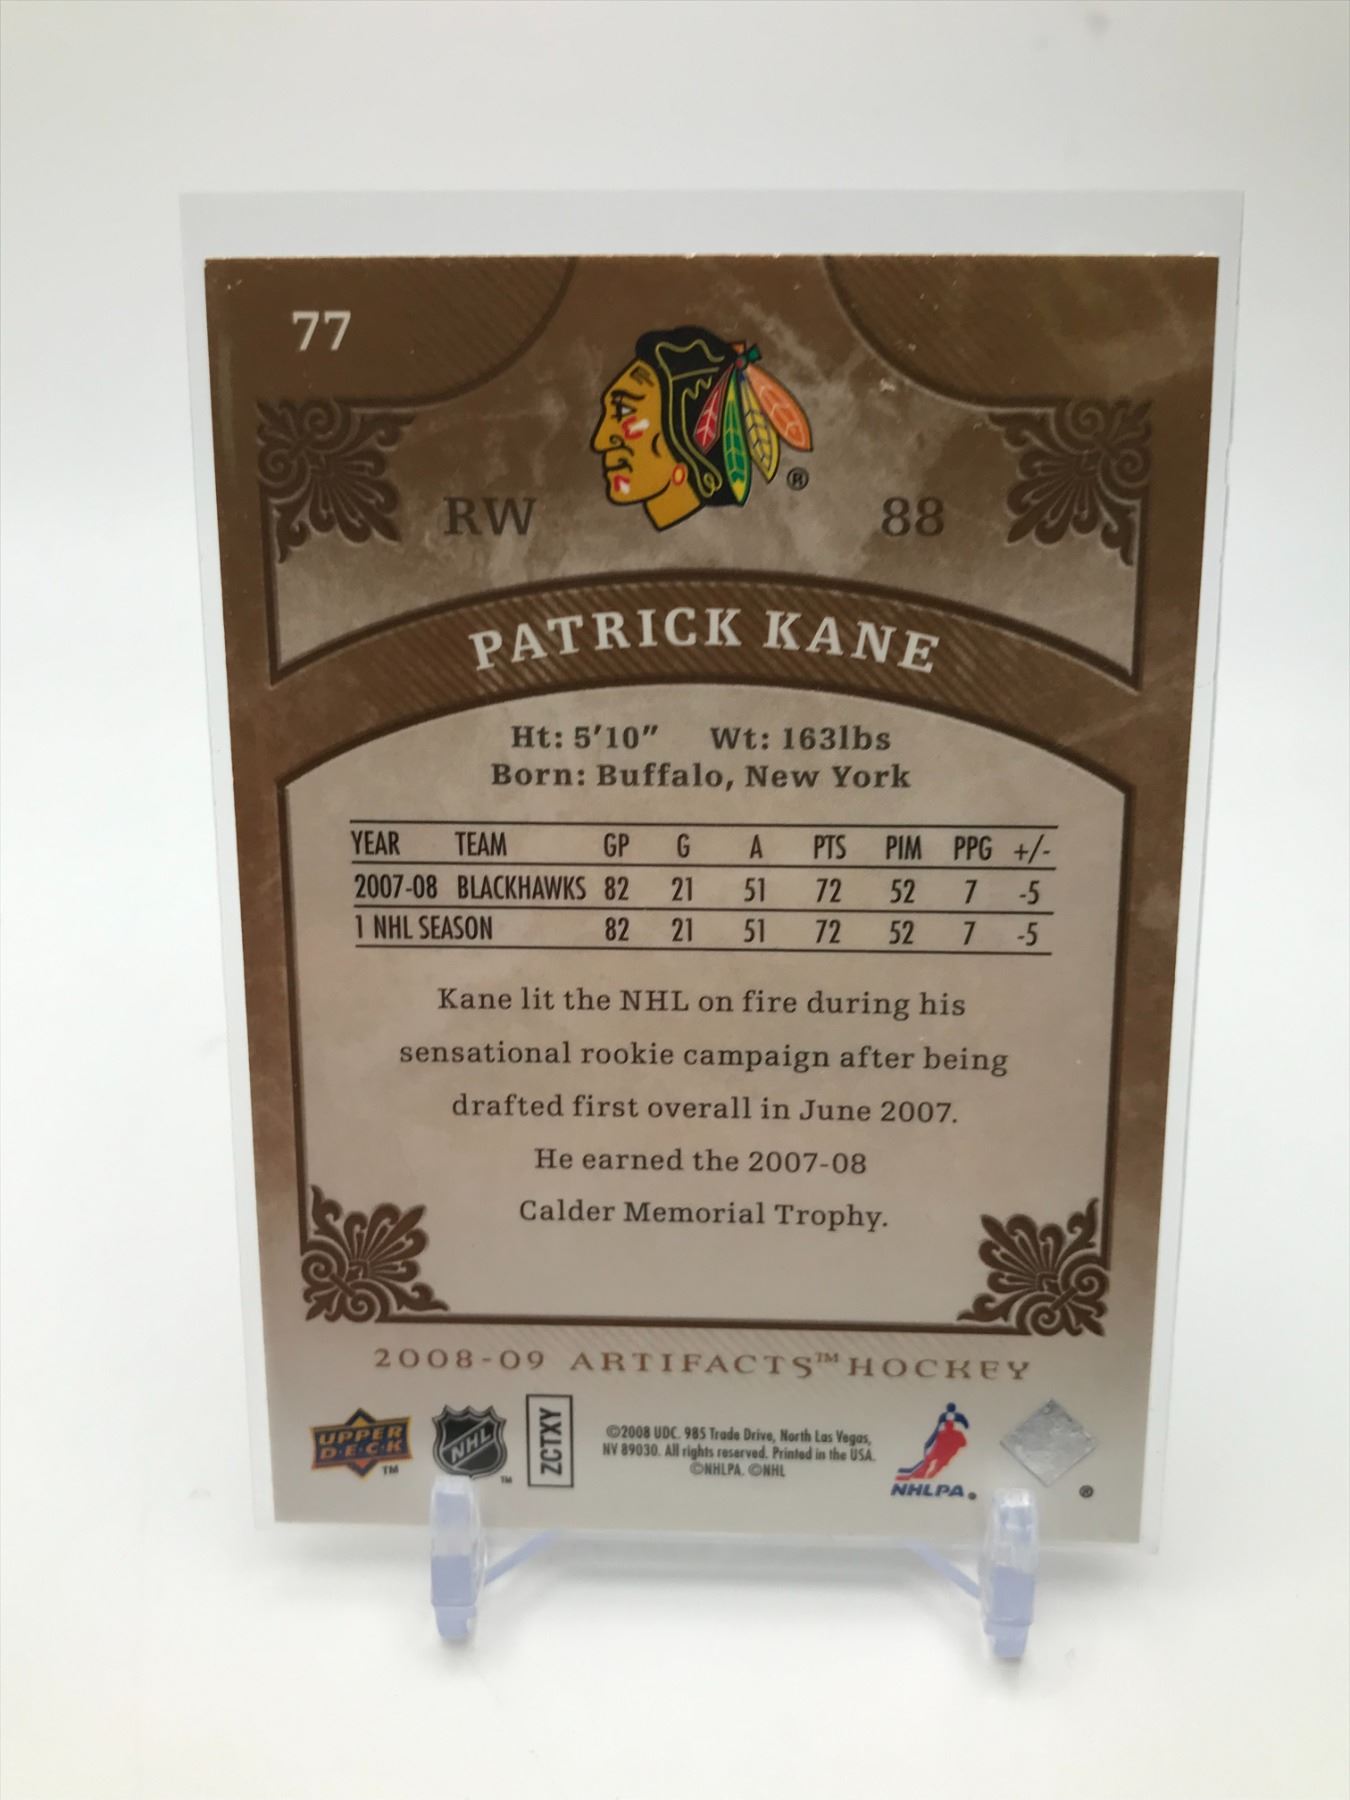 77
®
RW 88
PATRICK KANE
Ht: 5'10" Wt: 163lbs
Born: Buffalo, New York
YEAR TEAM GP G A PTS PIM PPG +/-
2007-08 BLACKHAWKS 82 21 51 72 52 7 -5
1 NHL SEASON 82 21 51 72 52 7 -5
Kane lit the NHL on fire during his
sensational rookie campaign after being
drafted first overall in June 2007.
He earned the 2007-08
Calder Memorial Trophy.
2008-09 ARTIFACTS™ HOCKEY
UPPER
DECK
™
NHL
™
ZCTXY
©2008 UDC. 985 Trade Drive, North Las Vegas,
NV 89030. All rights reserved. Printed in the USA.
©NHLPA. ©NHL
NHLPA®
®